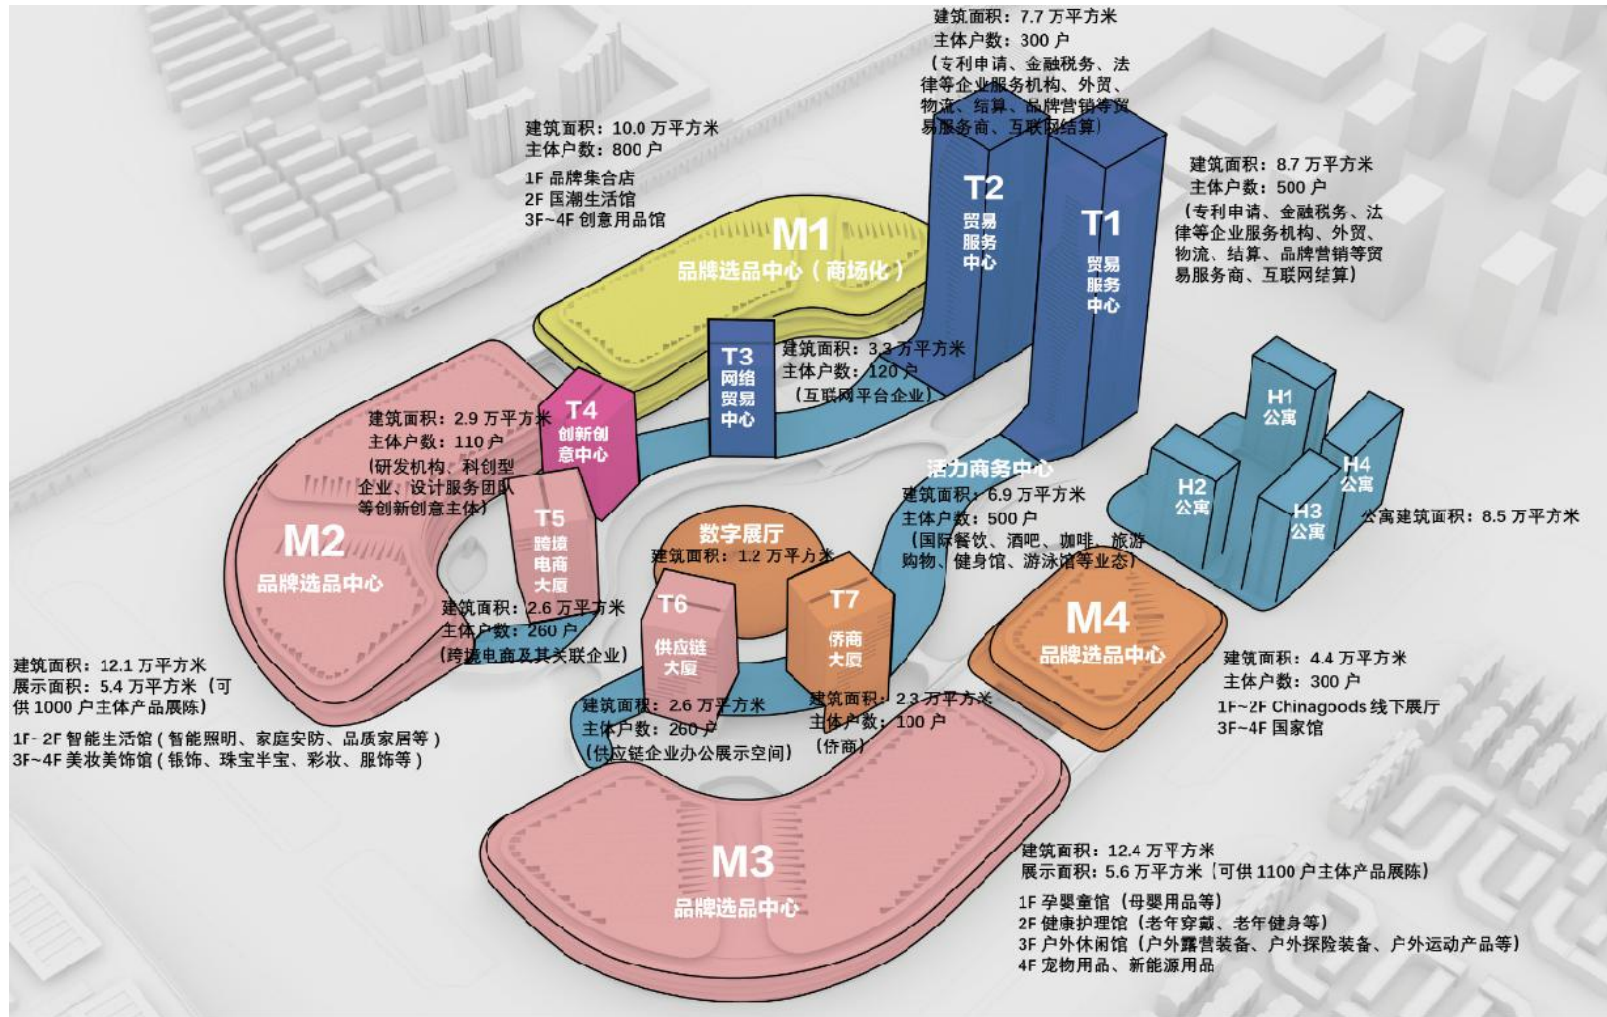 建筑面积：7.7 万平方米
主体户数：300 户
（专利申请、金融税务、法
律等企业服务机构、外贸、
物流、结算、品牌营销等贸
易服务商、互联网结算）
建筑面积：10.0 万平方米
主体户数：800 户
1F 品牌集合店
2F 国潮生活馆
3F~4F 创意用品馆
M1
品牌选品中心（商场化）
T2
贸易
服务
中心
T1
贸易
服务
中心
建筑面积：8.7 万平方米
主体户数：500 户
（专利申请、金融税务、法
律等企业服务机构、外贸、
物流、结算、品牌营销等贸
易服务商、互联网结算）
T3
网络
贸易
中心
建筑面积：3.3 万平方米
主体户数：120 户
（互联网平台企业）
建筑面积：2.9 万平方米
主体户数：110 户
（研发机构、科创型
企业、设计服务团队
等创新创意主体）
T4
创新创
意中心
H1
公寓
H2
公寓
H3
公寓
H4
公寓
公寓建筑面积：8.5 万平方米
活力商务中心
建筑面积：6.9 万平方米
主体户数：500 户
（国际餐饮、酒吧、咖啡、旅游
购物、健身馆、游泳馆等业态）
M2
品牌选品中心
T5
跨境
电商
大厦
数字展厅
建筑面积：1.2 万平方米
建筑面积：2.6 万平方米
主体户数：260 户
（跨境电商及其关联企业）
T6
供应链
大厦
T7
侨商
大厦
M4
品牌选品中心
建筑面积：12.1 万平方米
展示面积：5.4 万平方米（可
供 1000 户主体产品展陈）
1F- 2F 智能生活馆 ( 智能照明、家庭安防、品质家居等 )
3F~4F 美妆美饰馆 ( 银饰、珠宝半宝、彩妆、服饰等 )
建筑面积：2.6 万平方米
主体户数：260 户
（供应链企业办公展示空间）
建筑面积：2.3 万平方米
主体户数：100 户
（侨商）
建筑面积：4.4 万平方米
主体户数：300 户
1F~2F Chinagoods 线下展厅
3F~4F 国家馆
M3
品牌选品中心
建筑面积：12.4 万平方米
展示面积：5.6 万平方米（可供 1100 户主体产品展陈）
1F 孕婴童馆（母婴用品等）
2F 健康护理馆（老年穿戴、老年健身等）
3F 户外休闲馆（户外露营装备、户外探险装备、户外运动产品等）
4F 宠物用品、新能源用品